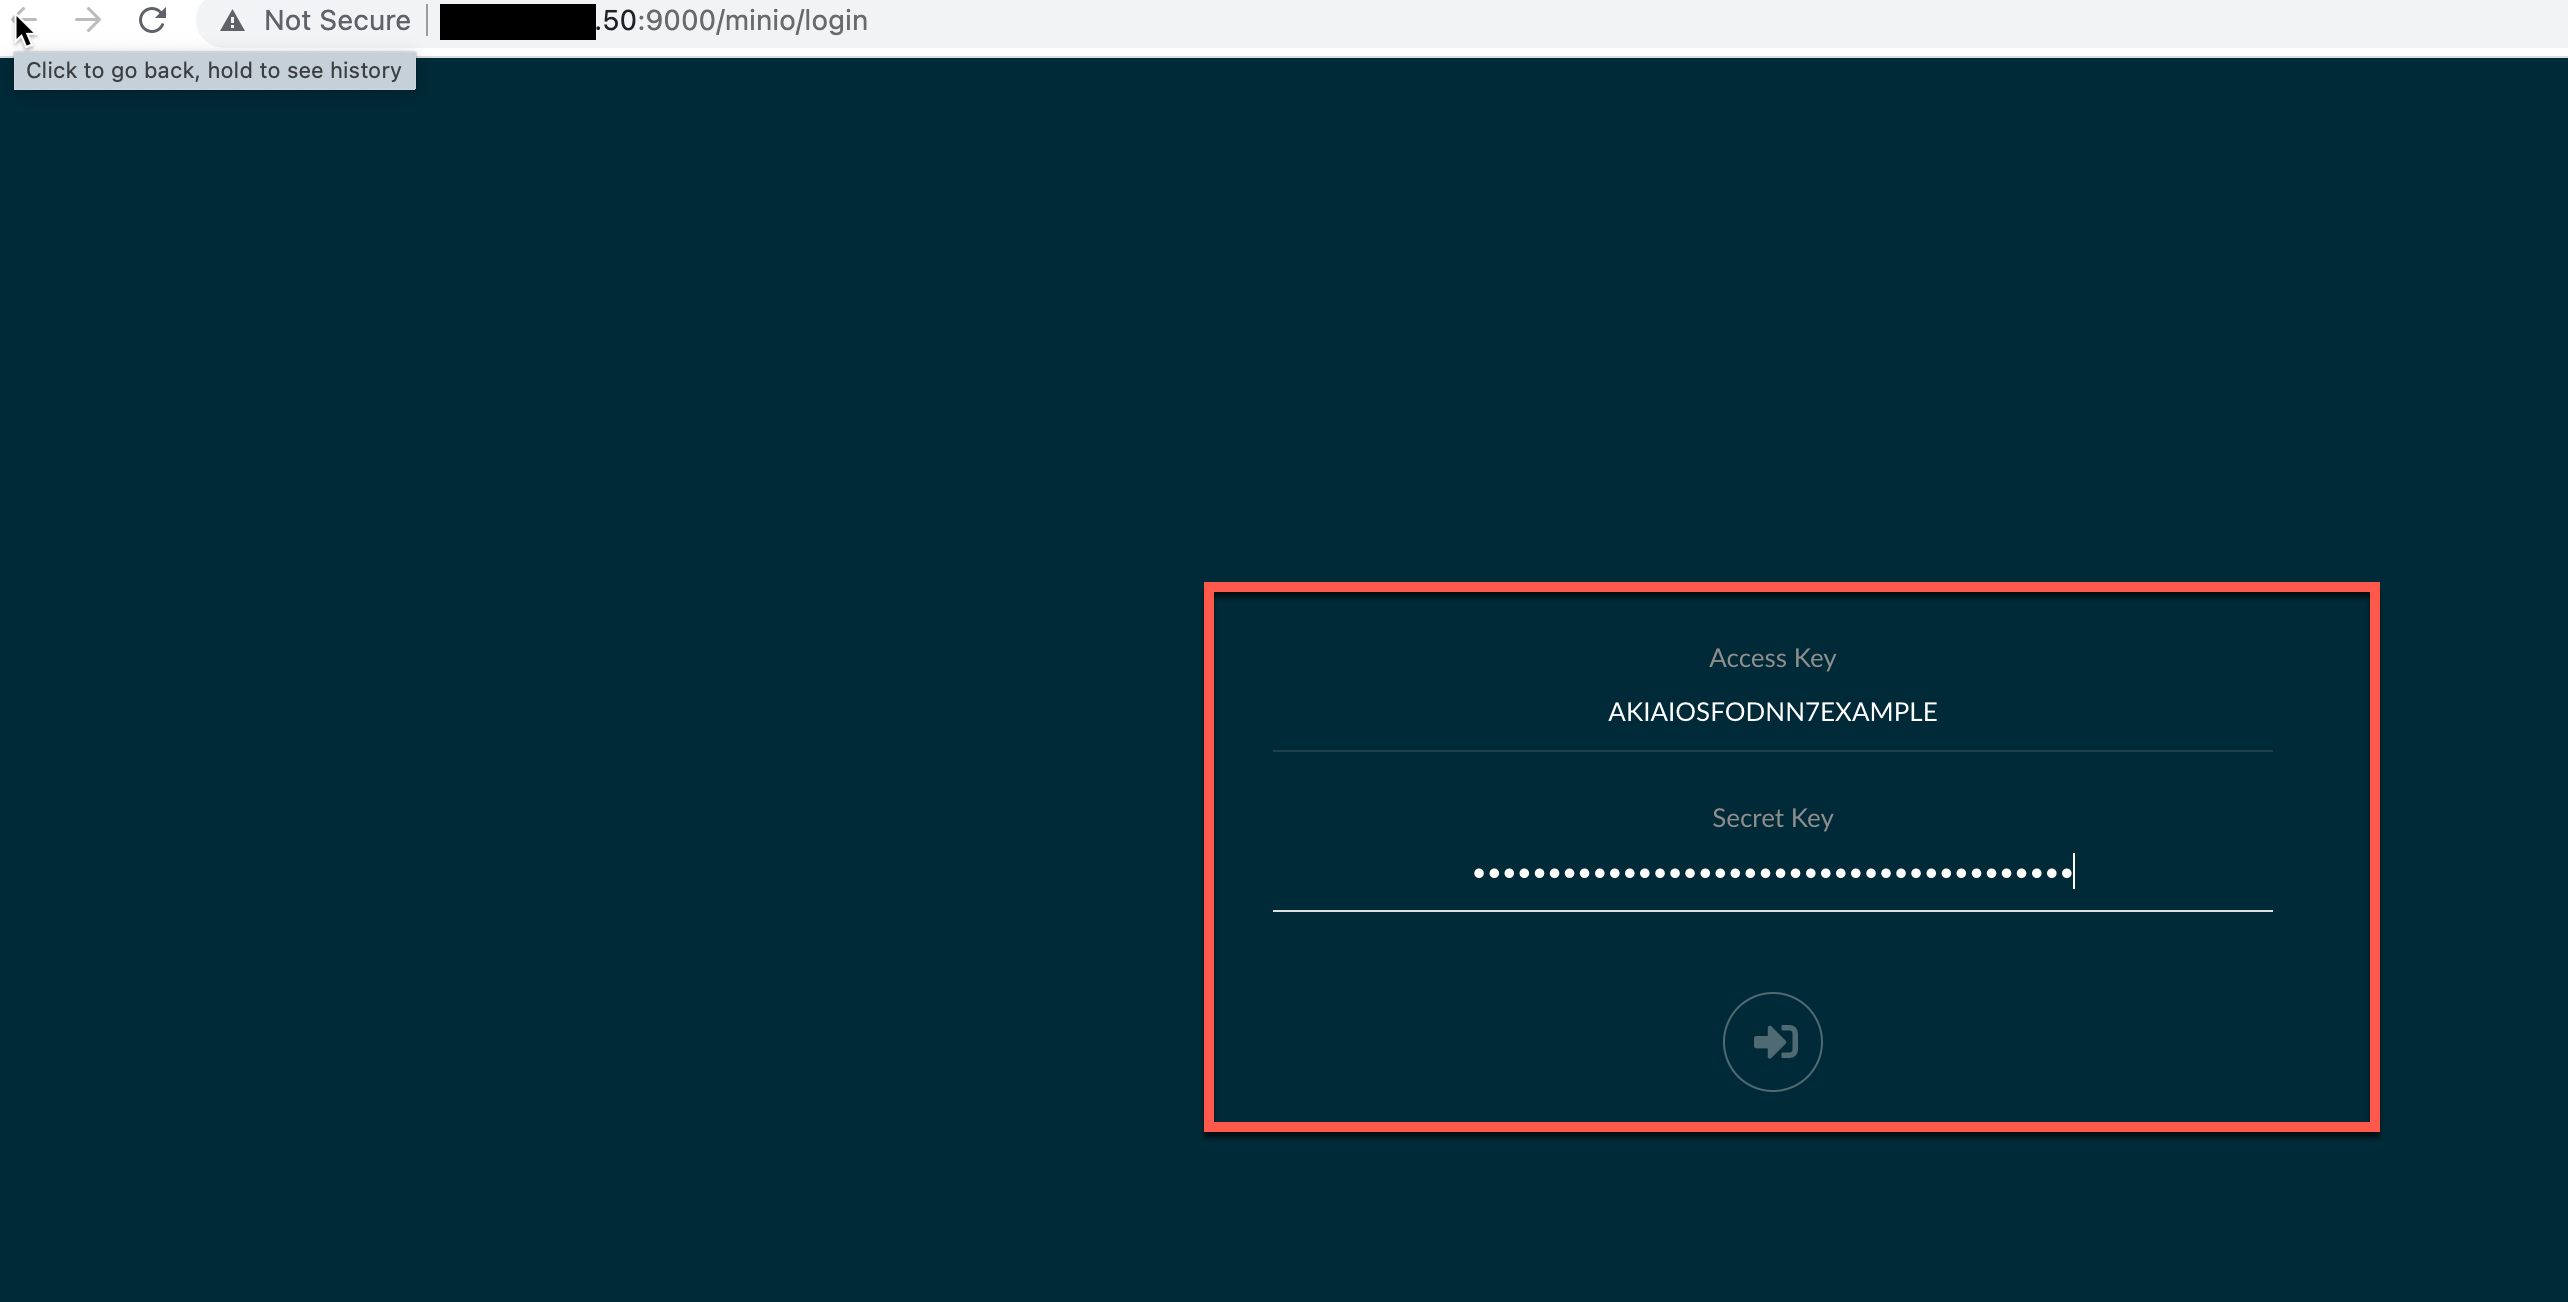 Not Secure .50:9000/minio/login
Click to go back, hold to see history
Access Key
AKIAIOSFODNN7EXAMPLE
Secret Key
••••••••••••••••••••••••••••••••••••••••